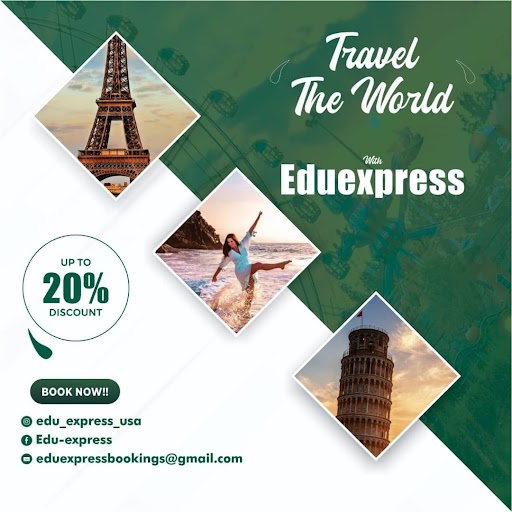 Travel
The World
With
Eduexpress
UP TO
20%
DISCOUNT
BOOK NOW!!
edu_express_usa
Edu-express
eduexpressbookings@gmail.com